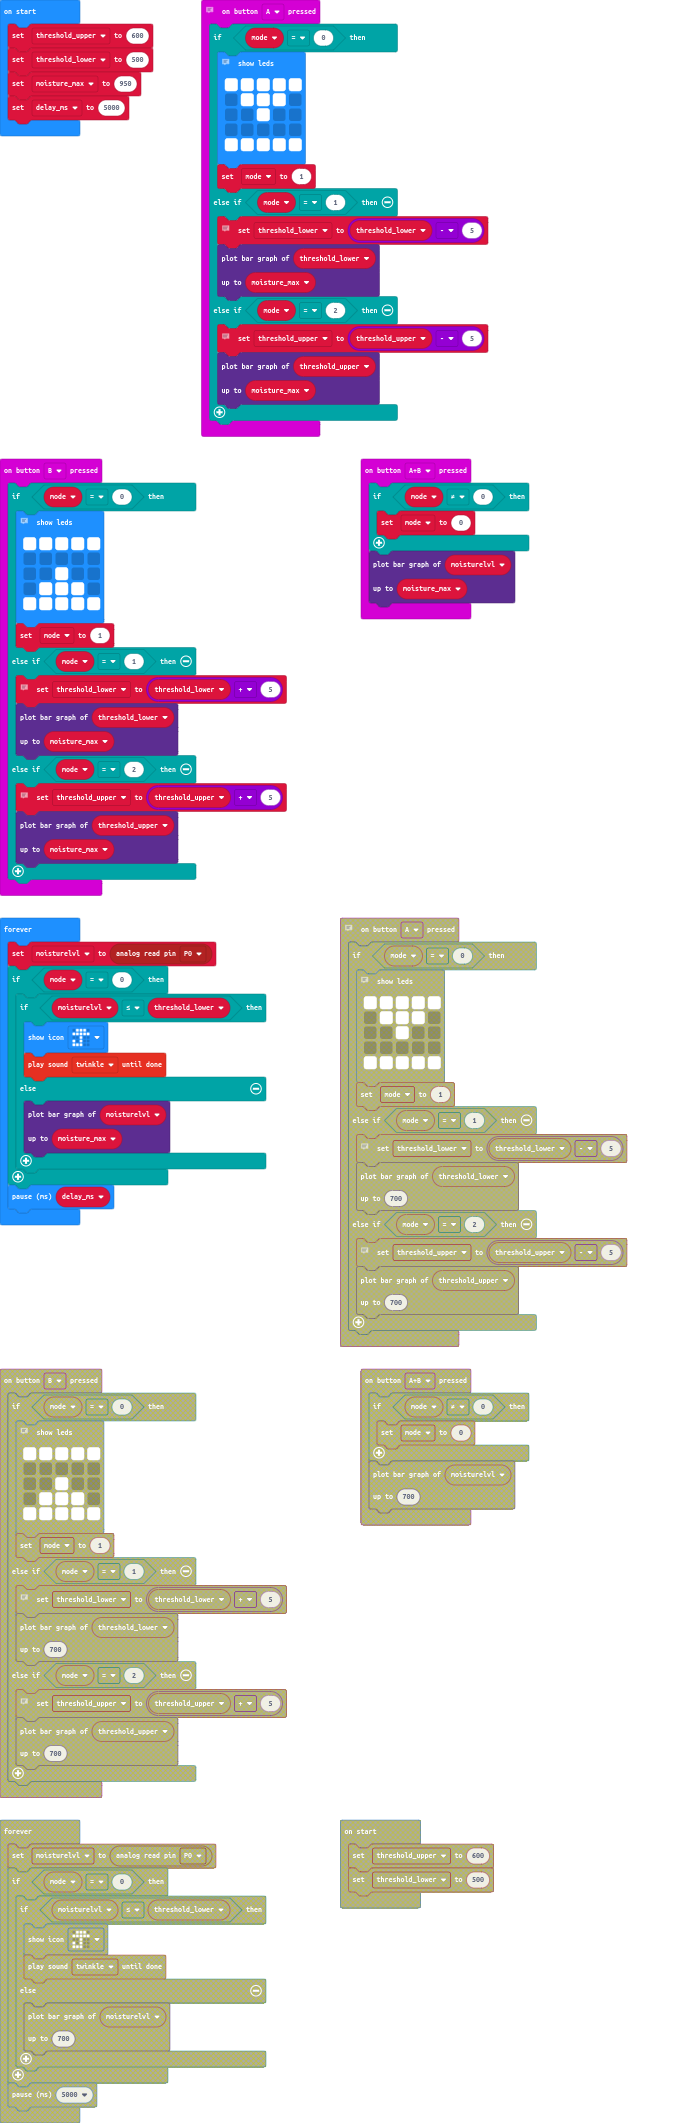 on start
set threshold_upper to 600
set threshold_lower to 500
set moisture_max to 950
set delay_ms to 5000
on button A pressed
if mode = 0 then
show leds
set mode to 1
else if mode = 1 then
set threshold_lower to threshold_lower - 5
plot bar graph of threshold_lower
up to moisture_max
else if mode = 2 then
set threshold_upper to threshold_upper - 5
plot bar graph of threshold_upper
up to moisture_max
on button B pressed
if mode = 0 then
show leds
set mode to 1
else if mode = 1 then
set threshold_lower to threshold_lower + 5
plot bar graph of threshold_lower
up to moisture_max
else if mode = 2 then
set threshold_upper to threshold_upper + 5
plot bar graph of threshold_upper
up to moisture_max
on button A+B pressed
if mode ≠ 0 then
set mode to 0
plot bar graph of moisturelvl
up to moisture_max
forever
set moisturelvl to analog read pin P0
if mode = 0 then
if moisturelvl ≤ threshold_lower then
show icon
play sound twinkle until done
else
plot bar graph of moisturelvl
up to moisture_max
pause (ms) delay_ms
on button A pressed
if mode = 0 then
show leds
set mode to 1
else if mode = 1 then
set threshold_lower to threshold_lower - 5
plot bar graph of threshold_lower
up to 700
else if mode = 2 then
set threshold_upper to threshold_upper - 5
plot bar graph of threshold_upper
up to 700
on button B pressed
if mode = 0 then
show leds
set mode to 1
else if mode = 1 then
set threshold_lower to threshold_lower + 5
plot bar graph of threshold_lower
up to 700
else if mode = 2 then
set threshold_upper to threshold_upper + 5
plot bar graph of threshold_upper
up to 700
on button A+B pressed
if mode ≠ 0 then
set mode to 0
plot bar graph of moisturelvl
up to 700
forever
set moisturelvl to analog read pin P0
if mode = 0 then
if moisturelvl ≤ threshold_lower then
show icon
play sound twinkle until done
else
plot bar graph of moisturelvl
up to 700
pause (ms) 5000
on start
set threshold_upper to 600
set threshold_lower to 500